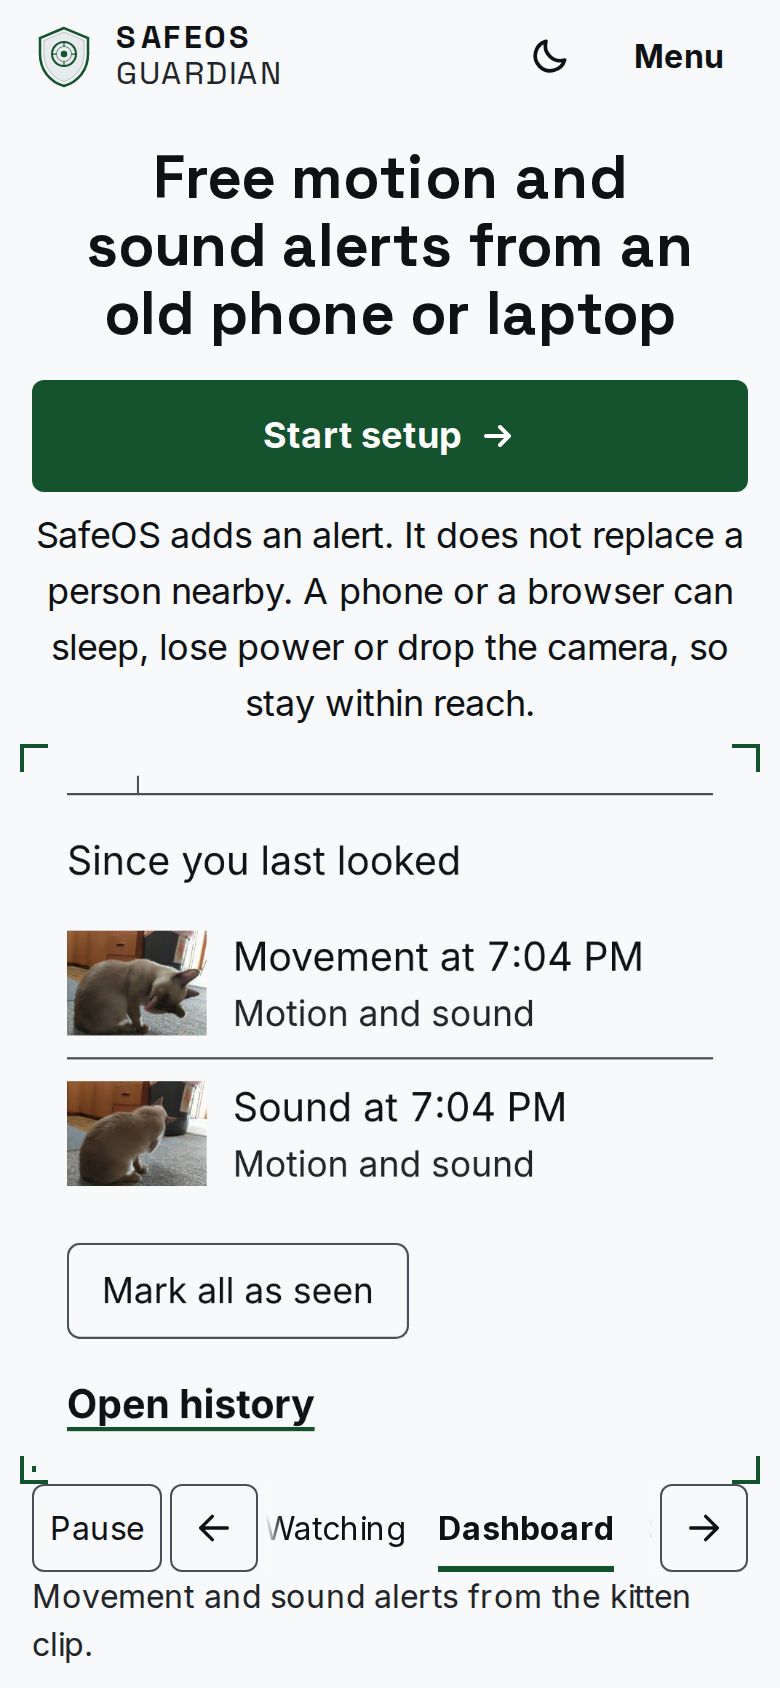 SAFEOS
GUARDIAN
Menu
Free motion and
sound alerts from an
old phone or laptop
Start setup →
SafeOS adds an alert. It does not replace a
person nearby. A phone or a browser can
sleep, lose power or drop the camera, so
stay within reach.
Since you last looked
Movement at 7:04 PM
Motion and sound
Sound at 7:04 PM
Motion and sound
Mark all as seen
Open history
Pause ← Watching Dashboard →
Movement and sound alerts from the kitten
clip.